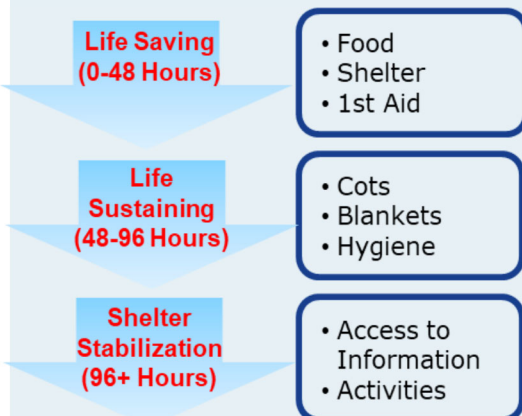 Life Saving
(0-48 Hours)
• Food
• Shelter
• 1st Aid
Life
Sustaining
(48-96 Hours)
• Cots
• Blankets
• Hygiene
Shelter
Stabilization
(96+ Hours)
• Access to
Information
• Activities